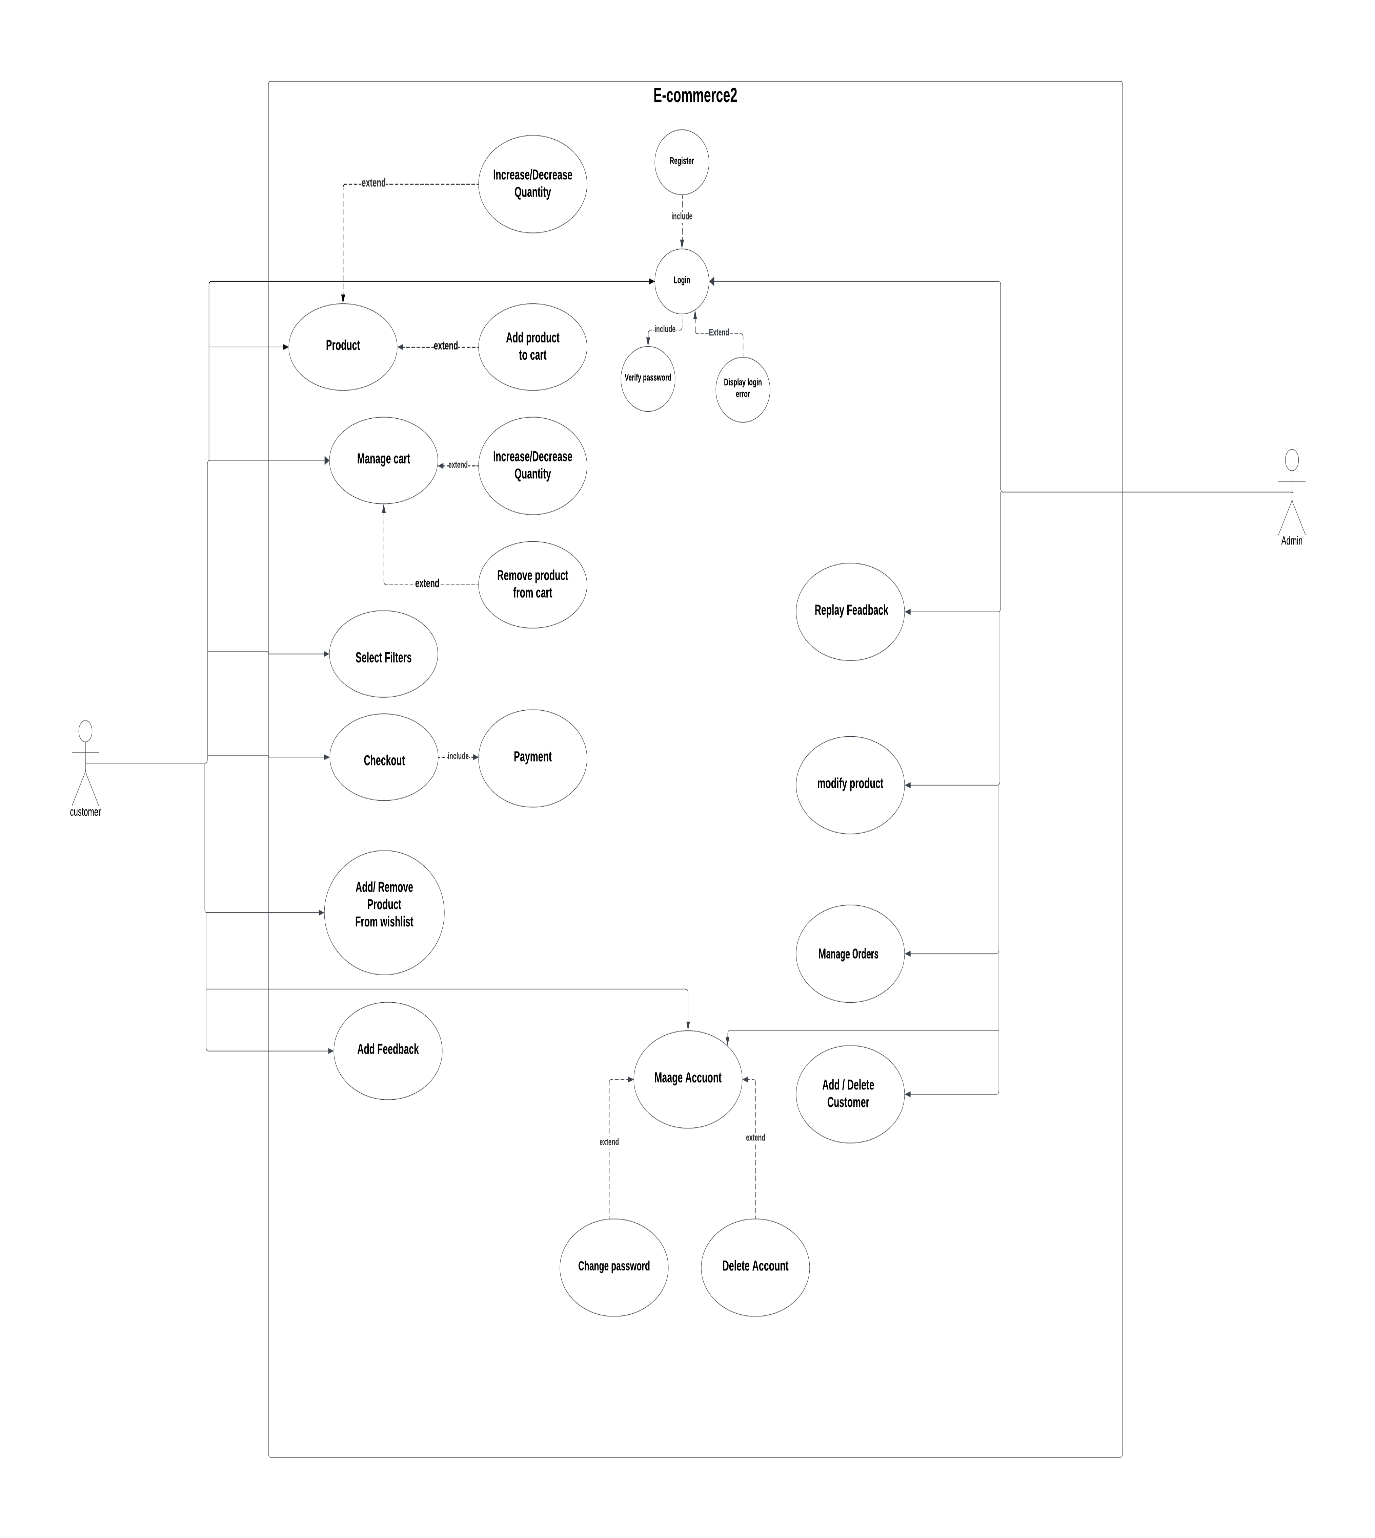 E-commerce2
Register
Increase/Decrease
Quantity
extend
include
Login
include
Extend
Product
extend
Add product
to cart
Verify password
Display login
error
Manage cart
extend
Increase/Decrease
Quantity
Admin
extend
Remove product
from cart
Replay Feadback
Select Filters
customer
Checkout
include
Payment
modify product
Add/ Remove
Product
From wishlist
Manage Orders
Add Feedback
Maage Accuont
Add / Delete
Customer
extend
extend
Change password
Delete Account